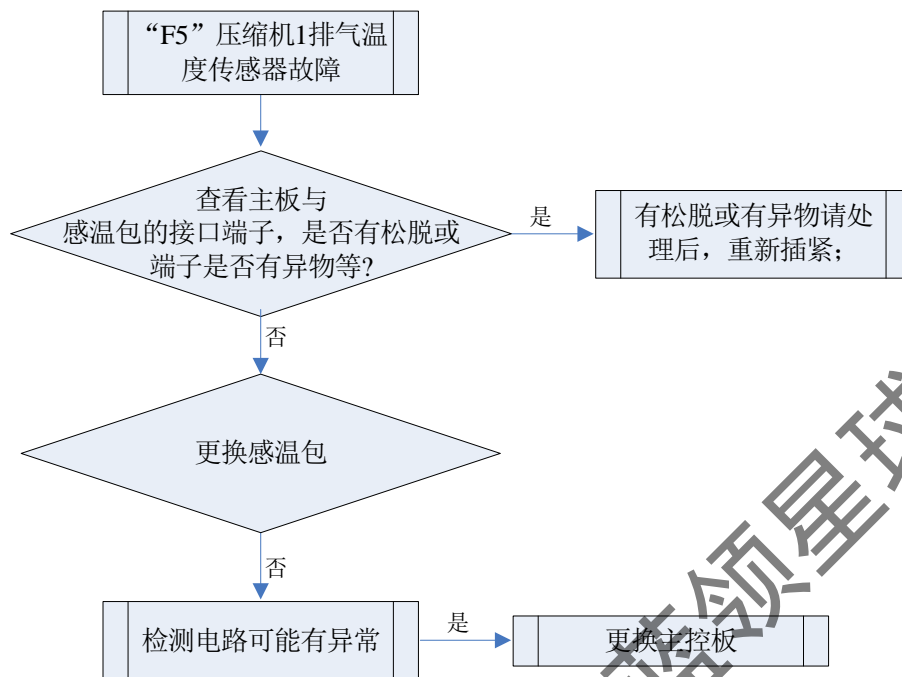 “F5”压缩机1排气温
度传感器故障
查看主板与
感温包的接口端子，是否有松脱或
端子是否有异物等?
是
有松脱或有异物请处
理后，重新插紧；
否
更换感温包
否
检测电路可能有异常
是
更换主控板
蓝领星球